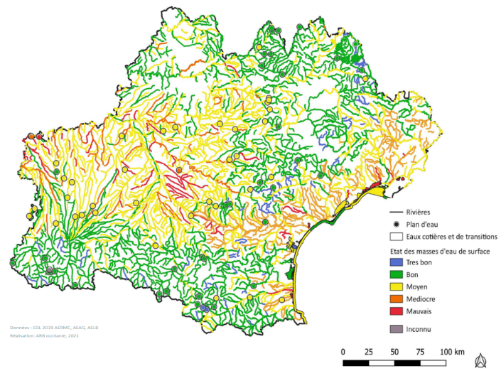 Rivières
Plan d'eau
Eaux cotières et de transitions
Etat des masses d'eau de surface
Tres bon
Bon
Moyen
Mediocre
Mauvais
Inconnu
0 25 50 75 100 km